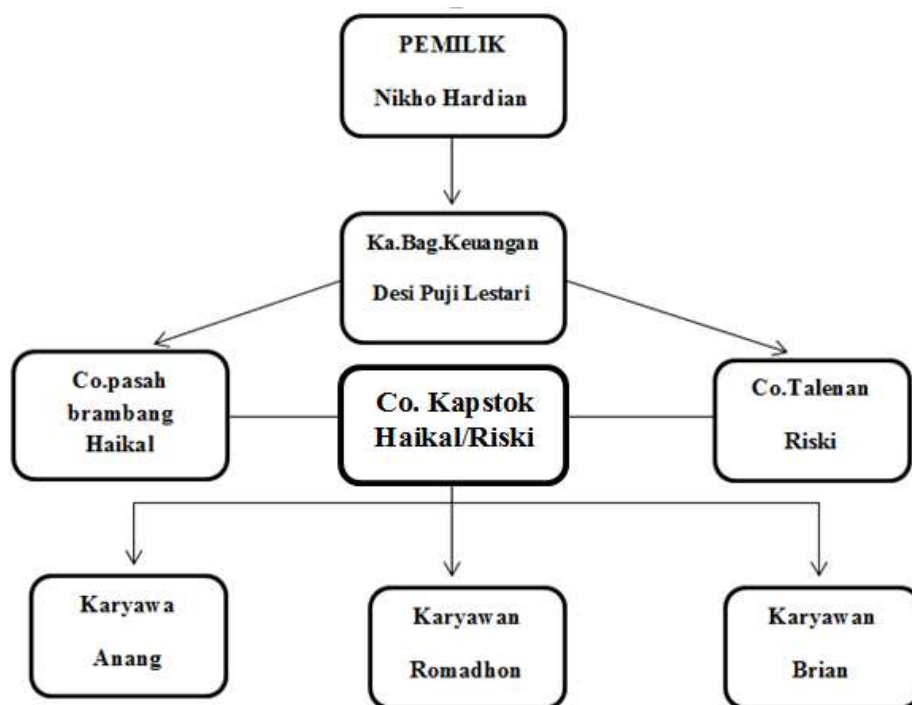 PEMILIK
Nikho Hardian
Ka.Bag.Keuangan
Desi Puji Lestari
Co.pasah
brambang
Haikal
Co. Kapstok
Haikal/Riski
Co.Talenan
Riski
Karyawa
Anang
Karyawan
Romadhon
Karyawan
Brian